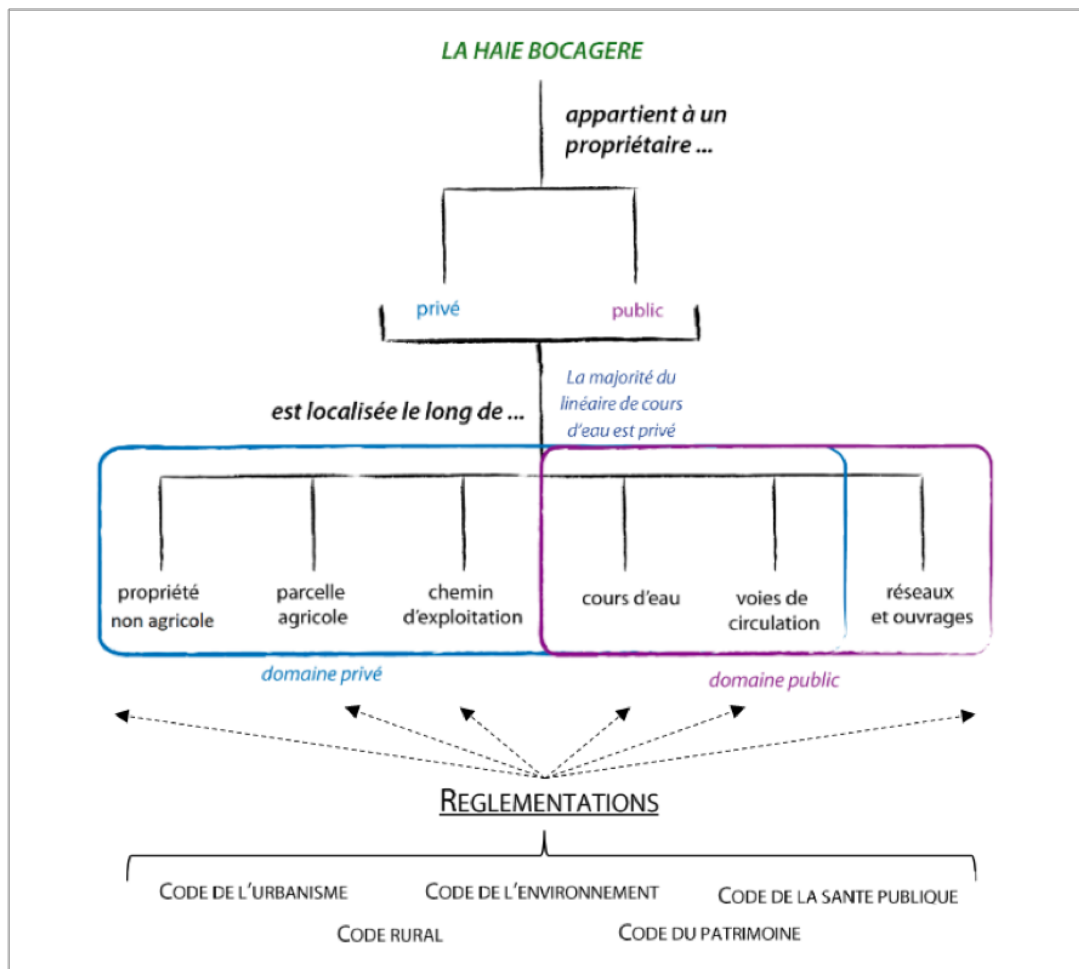 LA HAIE BOCAGERE
appartient à un
propriétaire ...
privé
public
La majorité du
linéaire de cours
d'eau est privé
est localisée le long de ...
propriété
non agricole
parcelle
agricole
chemin
d'exploitation
cours d'eau
voies de
circulation
réseaux
et ouvrages
domaine privé
domaine public
REGLEMENTATIONS
CODE DE L'URBANISME
CODE DE L'ENVIRONNEMENT
CODE DE LA SANTE PUBLIQUE
CODE RURAL
CODE DU PATRIMOINE